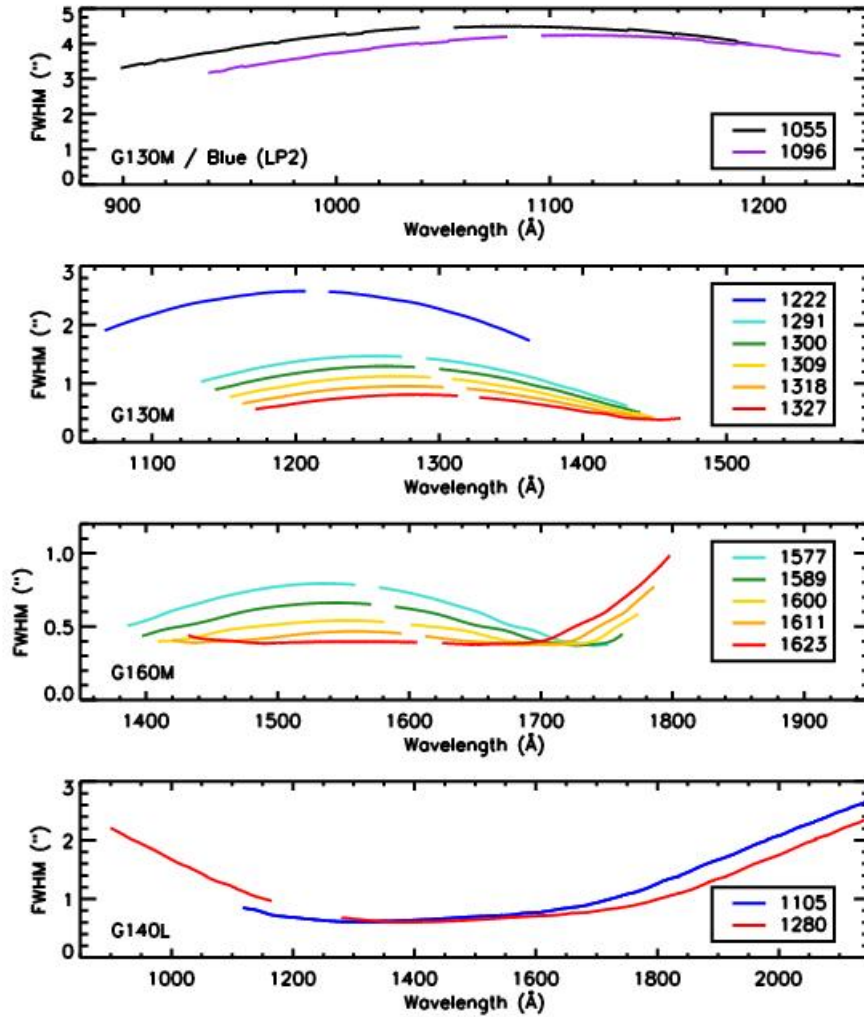 5
4
3
2
1
0
FWHM (")
G130M / Blue (LP2)
1055
1096
900 1000 1100 1200
Wavelength (Å)
3
2
1
0
FWHM (")
G130M
1222
1291
1300
1309
1318
1327
1100 1200 1300 1400 1500
Wavelength (Å)
1.0
0.5
0.0
FWHM (")
G160M
1577
1589
1600
1611
1623
1400 1500 1600 1700 1800 1900
Wavelength (Å)
3
2
1
0
FWHM (")
G140L
1105
1280
1000 1200 1400 1600 1800 2000
Wavelength (Å)